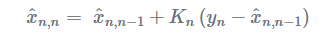 x̂ₙ,ₙ = x̂ₙ,ₙ₋₁ + Kₙ (yₙ − x̂ₙ,ₙ₋₁)